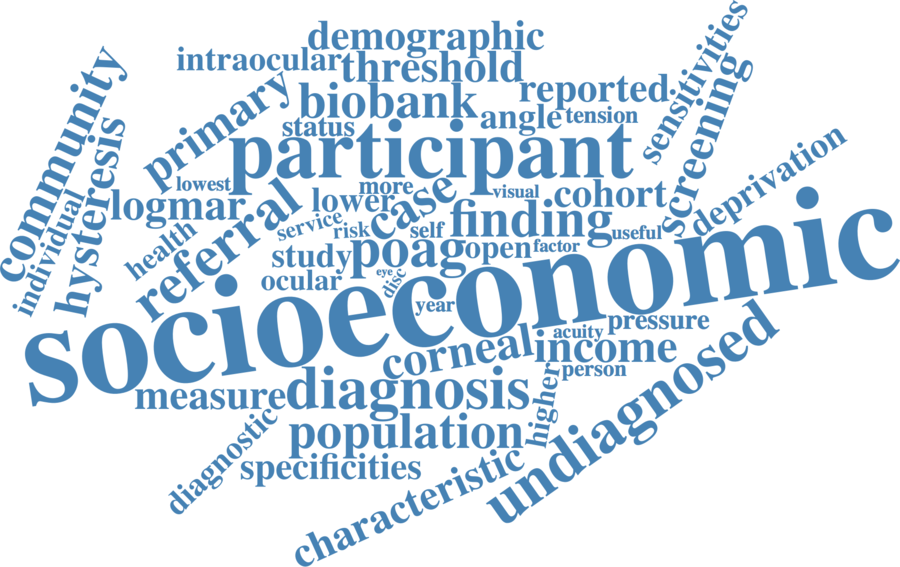 demographic
intraocular
threshold
sensitivities
community
primary
biobank
reported
status
angle
tension
screening
participant
hysteresis
lowest
more
visual
cohort
deprivation
individual
logmar
lower
case
finding
useful
referral
service
risk
self
health
study
poag
open
factor
ocular
eye
disc
socioeconomic
year
acuity
pressure
corneal
income
person
measure
diagnosis
higher
undiagnosed
diagnostic
population
specificities
characteristic